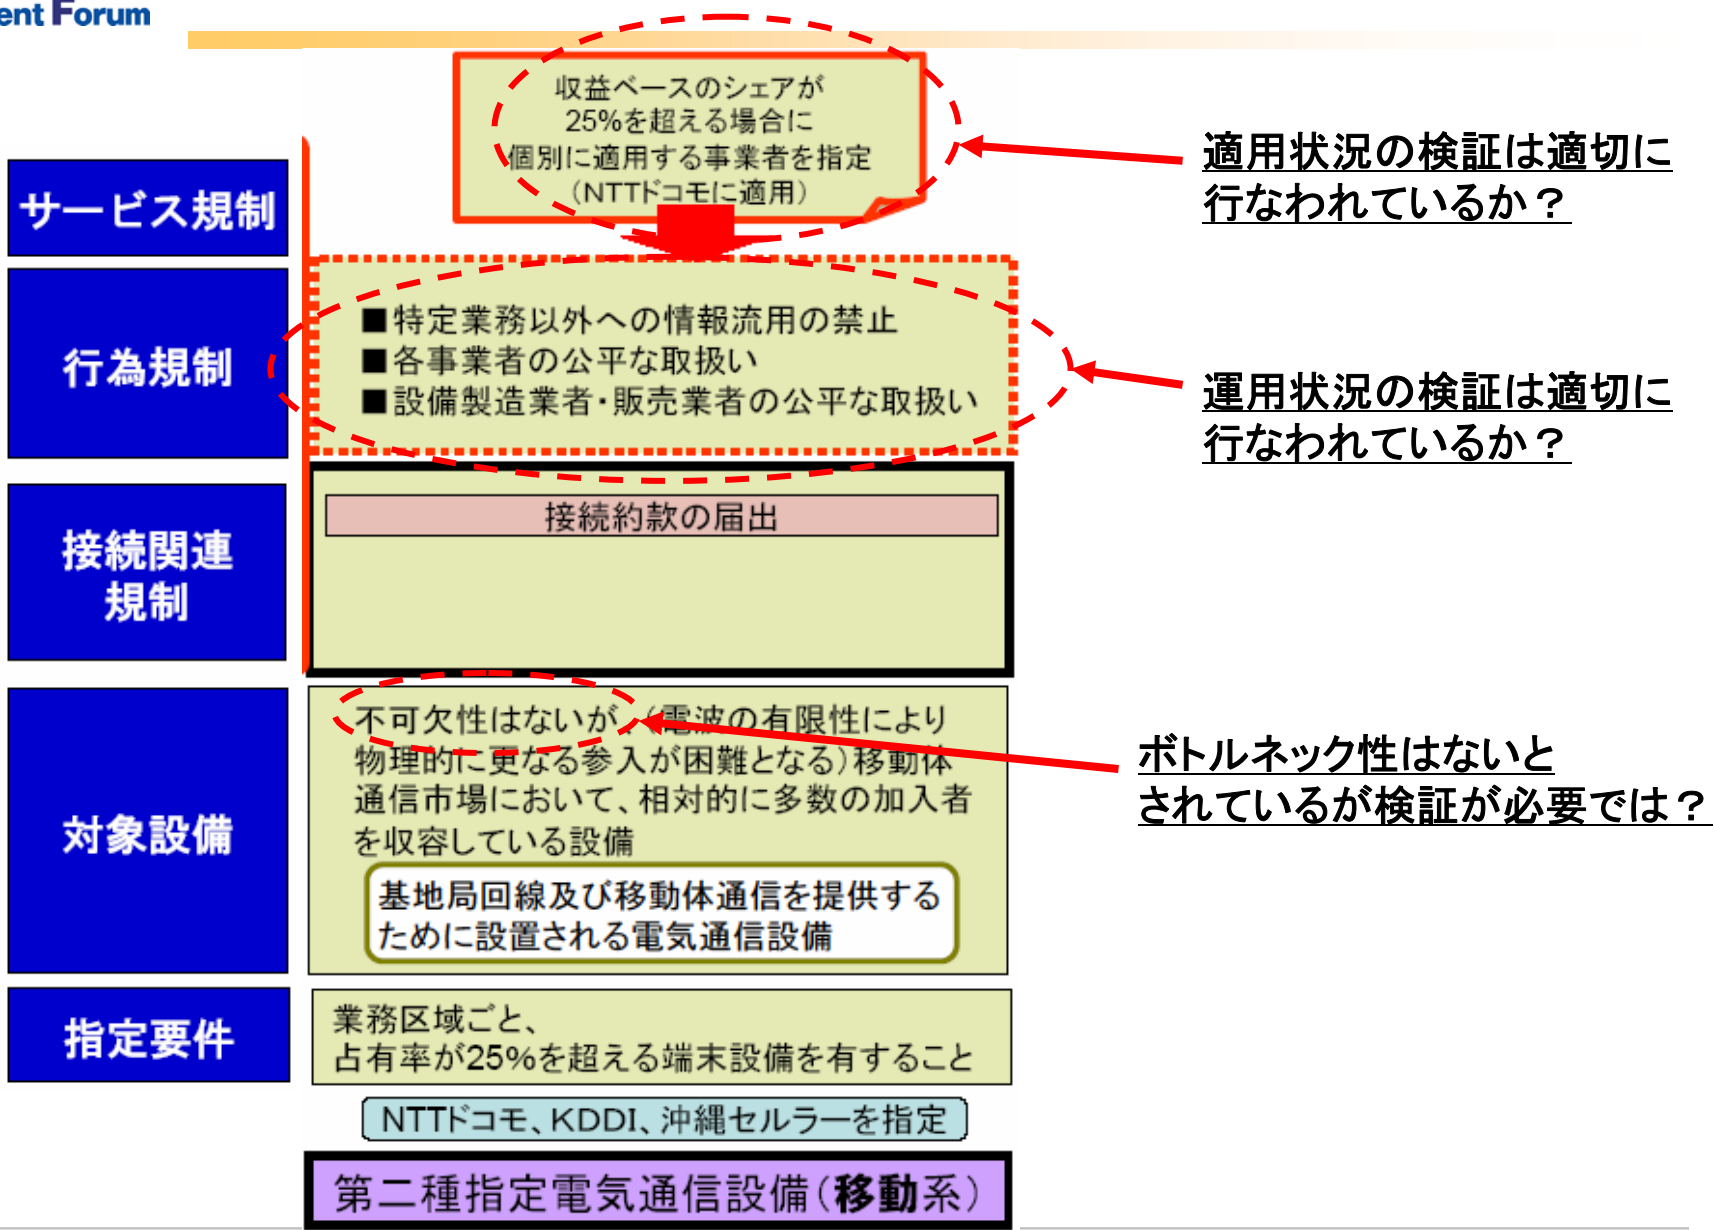 ent Forum
収益ベースのシェアが
25%を超える場合に
個別に適用する事業者を指定
(NTTドコモに適用)
適用状況の検証は適切に
行なわれているか？
サービス規制
行為規制
■特定業務以外への情報流用の禁止
■各事業者の公平な取扱い
■設備製造業者・販売業者の公平な取扱い
運用状況の検証は適切に
行なわれているか？
接続関連
規制
接続約款の届出
対象設備
不可欠性はないが、(電波の有限性により
物理的に更なる参入が困難となる)移動体
通信市場において、相対的に多数の加入者
を収容している設備
基地局回線及び移動体通信を提供する
ために設置される電気通信設備
ボトルネック性はないと
されているが検証が必要では？
指定要件
業務区域ごと、
占有率が25%を超える端末設備を有すること
NTTドコモ、KDDI、沖縄セルラーを指定
第二種指定電気通信設備(移動系)